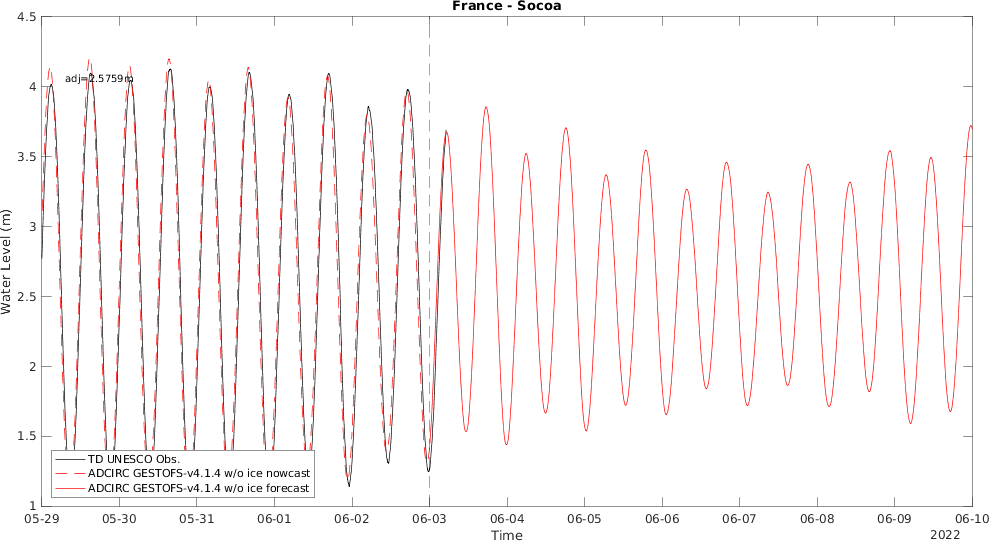 France - Socoa
4.5
4
3.5
3
2.5
2
1.5
1
Water Level (m)
adj=2.5759m
TD UNESCO Obs.
ADCIRC GESTOFS-v4.1.4 w/o ice nowcast
ADCIRC GESTOFS-v4.1.4 w/o ice forecast
05-29 05-30 05-31 06-01 06-02 06-03 06-04 06-05 06-06 06-07 06-08 06-09 06-10
Time
2022